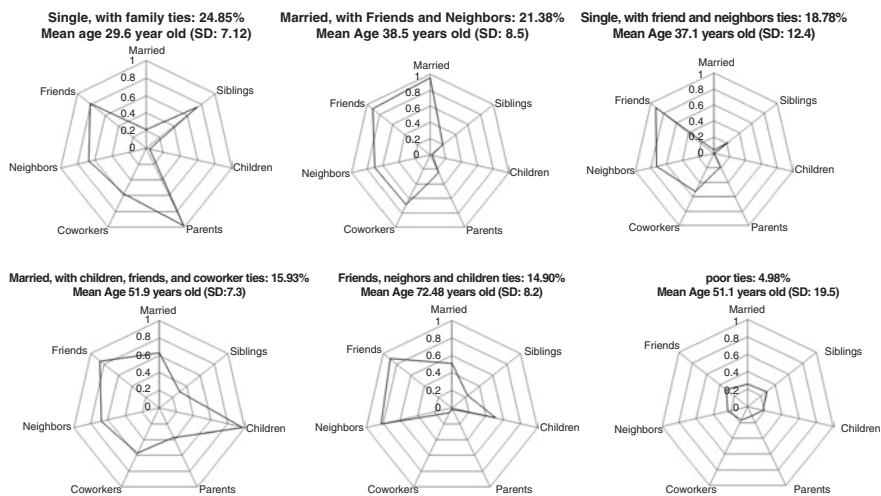 Single, with family ties: 24.85%
Mean age 29.6 year old (SD: 7.12)
Married
1
0.8
0.6
0.4
0.2
0
Siblings
Children
Parents
Coworkers
Neighbors
Friends
Married, with Friends and Neighbors: 21.38%
Mean Age 38.5 years old (SD: 8.5)
Married
1
0.8
0.6
0.4
0.2
0
Siblings
Children
Parents
Coworkers
Neighbors
Friends
Single, with friend and neighbors ties: 18.78%
Mean Age 37.1 years old (SD: 12.4)
Married
1
0.8
0.6
0.4
0.2
0
Siblings
Children
Parents
Coworkers
Neighbors
Friends
Married, with children, friends, and coworker ties: 15.93%
Mean Age 51.9 years old (SD:7.3)
Married
1
0.8
0.6
0.4
0.2
0
Siblings
Children
Parents
Coworkers
Neighbors
Friends
Friends, neighors and children ties: 14.90%
Mean Age 72.48 years old (SD: 8.2)
Married
1
0.8
0.6
0.4
0.2
0
Siblings
Children
Parents
Coworkers
Neighbors
Friends
poor ties: 4.98%
Mean Age 51.1 years old (SD: 19.5)
Married
1
0.8
0.6
0.4
0.2
0
Siblings
Children
Parents
Coworkers
Neighbors
Friends